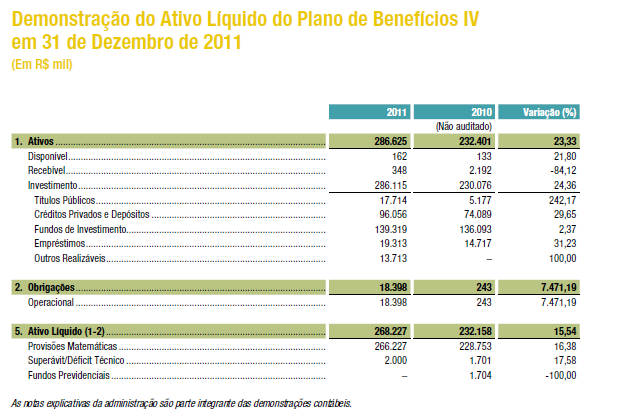 Demonstração do Ativo Líquido do Plano de Benefícios IV
em 31 de Dezembro de 2011
(Em R$ mil)
2011 2010 Variação (%)
(Não auditado)
1. Ativos 286.625 232.401 23,33
Disponível 162 133 21,80
Recebível 348 2.192 -84,12
Investimento 286.115 230.076 24,36
Títulos Públicos 17.714 5.177 242,17
Créditos Privados e Depósitos 96.056 74.089 29,65
Fundos de Investimento 139.319 136.093 2,37
Empréstimos 19.313 14.717 31,23
Outros Realizáveis 13.713 – 100,00
2. Obrigações 18.398 243 7.471,19
Operacional 18.398 243 7.471,19
5. Ativo Líquido (1-2) 268.227 232.158 15,54
Provisões Matemáticas 266.227 228.753 16,38
Superávit/Déficit Técnico 2.000 1.701 17,58
Fundos Previdenciais – 1.704 -100,00
As notas explicativas da administração são parte integrante das demonstrações contábeis.